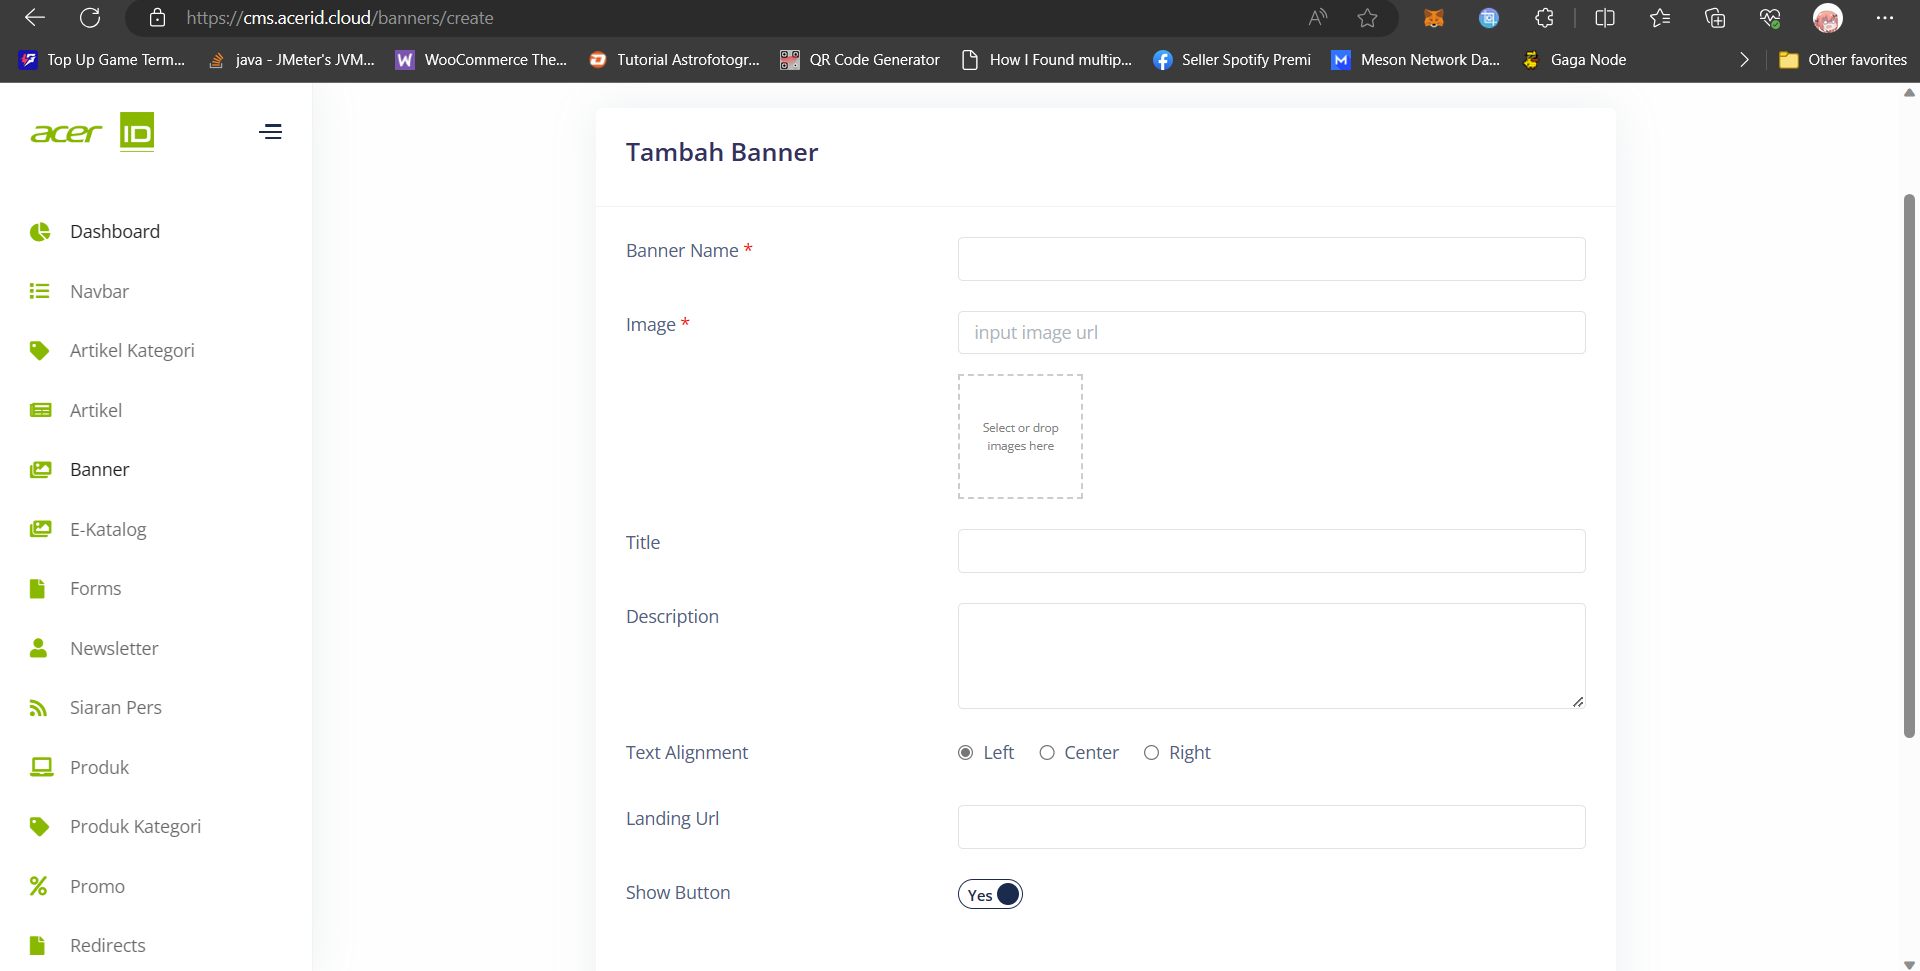 https://cms.acerid.cloud/banners/create
Top Up Game Term... java - JMeter's JVM... WooCommerce The... Tutorial Astrofotogr... QR Code Generator How I Found multip... Seller Spotify Premi Meson Network Da... Gaga Node Other favorites
acer ID
Tambah Banner
Dashboard
Navbar
Artikel Kategori
Artikel
Banner
E-Katalog
Forms
Newsletter
Siaran Pers
Produk
Produk Kategori
Promo
Redirects
Banner Name *
Image *
input image url
Select or drop
images here
Title
Description
Text Alignment
Left Center Right
Landing Url
Show Button
Yes